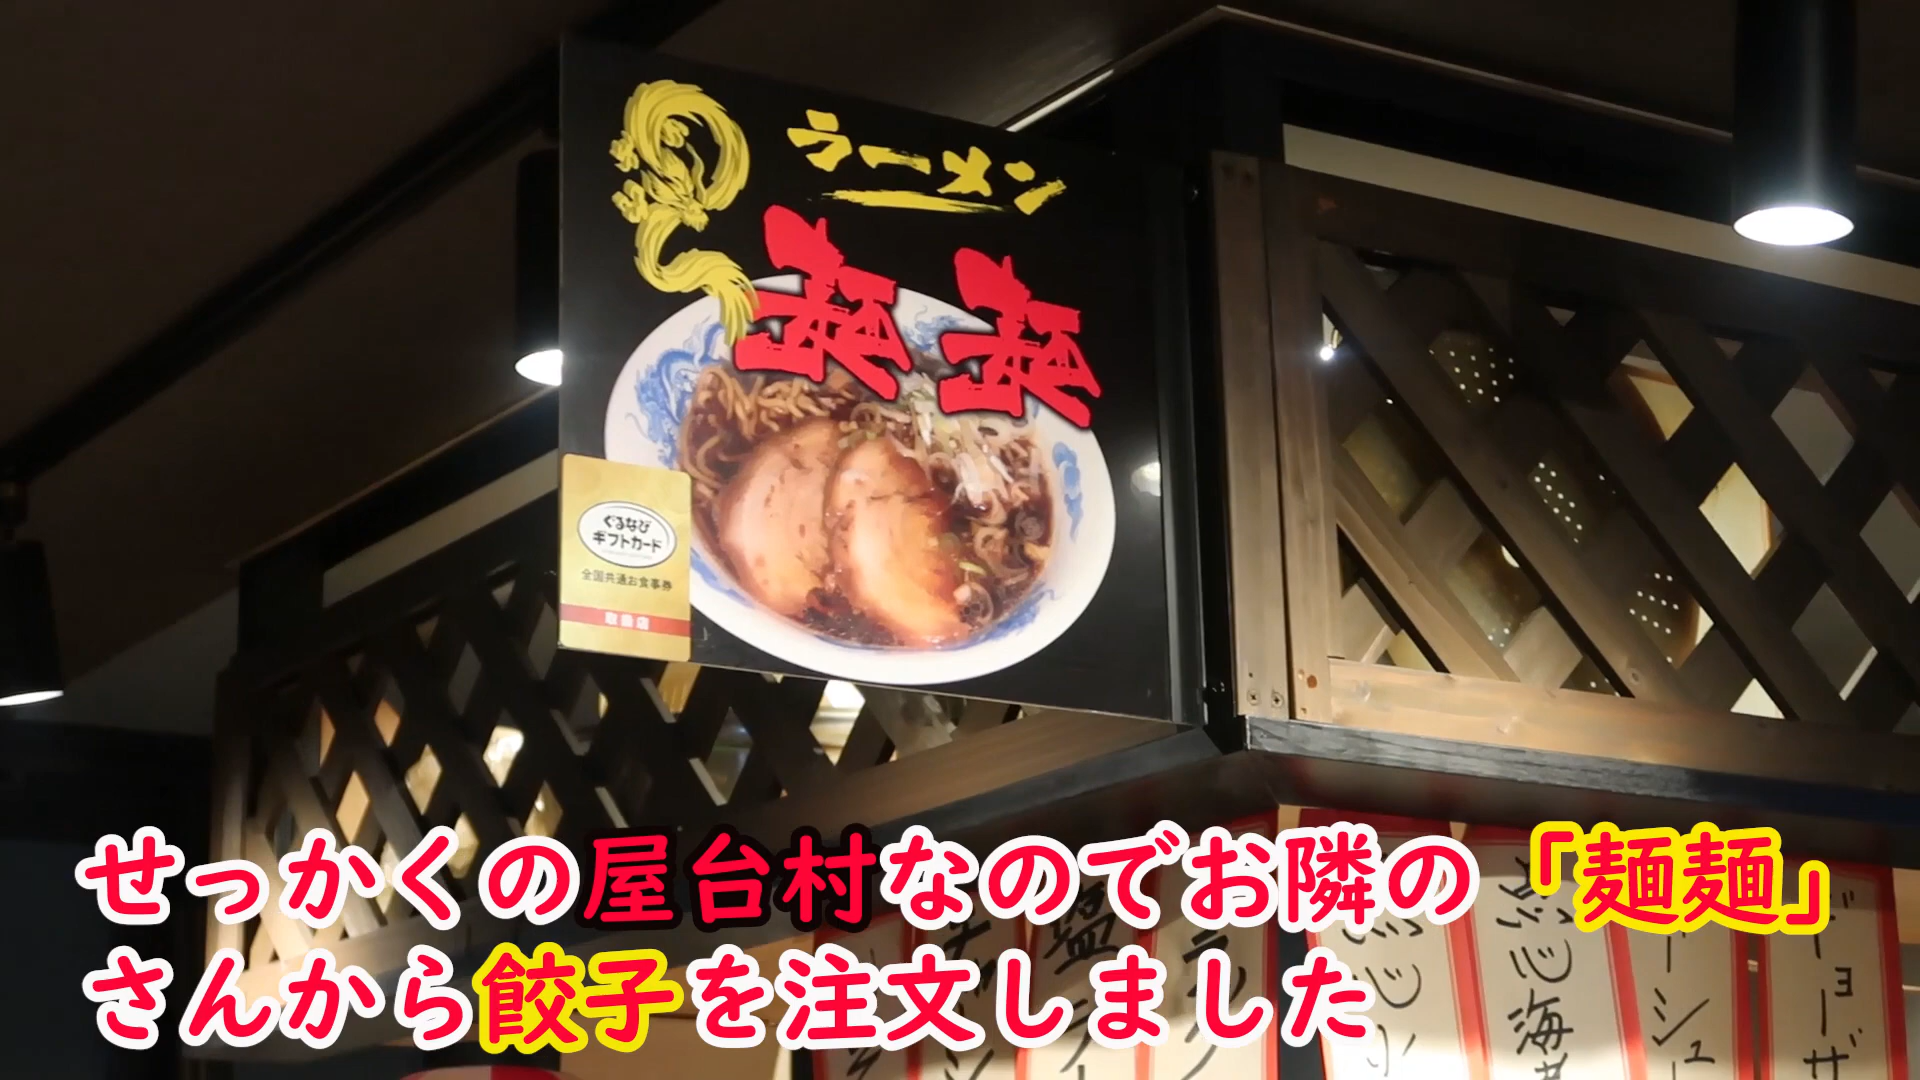 ラーメン
麺麺
ぐるなび
ギフトカード
全国共通お食事券
取扱店
せっかくの屋台村なのでお隣の「麺麺」
さんから餃子を注文しました